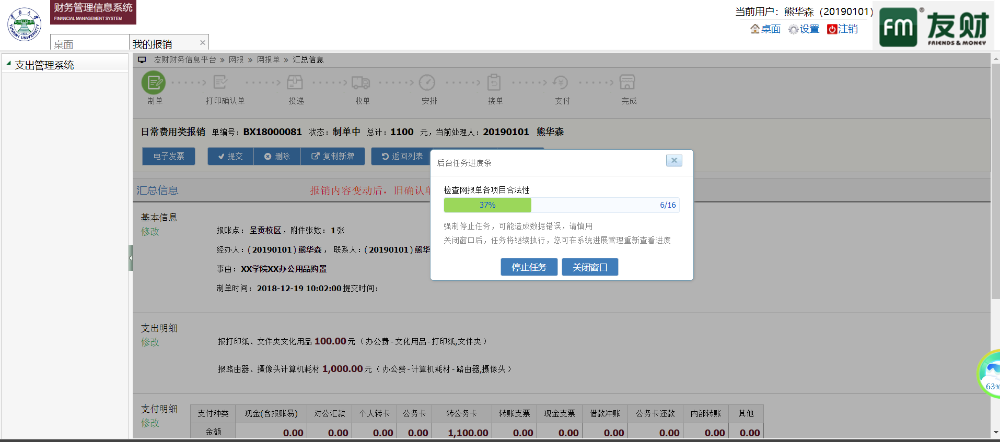 财务管理信息系统
FINANCIAL MANAGEMENT SYSTEM
YUNNAN UNIVERSITY
1922
当前用户：熊华森（20190101）
桌面 设置 注销
fm ® 友财
FRIENDS & MONEY
桌面 我的报销 ×
支出管理系统
友财财务信息平台 » 网报 » 网报单 » 汇总信息
制单 打印确认单 投递 收单 安排 接单 支付 完成
日常费用类报销 单编号：BX18000081 状态：制单中 总计：1100 元，当前处理人：20190101 熊华森
电子发票 提交 删除 复制新增 返回列表
后台任务进度条
检查网报单各项目合法性
37% 6/16
强制停止任务，可能造成数据错误，请慎用
关闭窗口后，任务将继续执行，您可在系统进展管理重新查看进度
停止任务 关闭窗口
汇总信息 报销内容变动后，旧确认单
基本信息
修改
报账点：呈贡校区，附件张数：1张
经办人：(20190101)熊华森， 联系人：(20190101)熊华
事由：XX学院XX办公用品购置
制单时间：2018-12-19 10:02:00 提交时间：
支出明细
修改
报打印纸、文件夹文化用品 100.00元（办公费-文化用品-打印纸,文件夹）
报路由器、摄像头计算机耗材 1,000.00元（办公费-计算机耗材-路由器,摄像头）
63%
支付明细
修改
支付种类 现金(含报账易) 对公汇款 个人转卡 公务卡 转公务卡 转账支票 现金支票 借款冲账 公务卡还款 内部转账 其他
金额 0.00 0.00 0.00 0.00 1,100.00 0.00 0.00 0.00 0.00 0.00 0.00